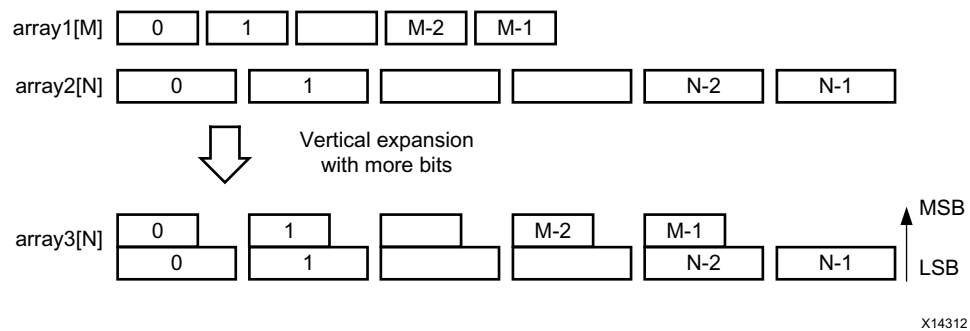 array1[M] 0 1 M-2 M-1
array2[N] 0 1 N-2 N-1
Vertical expansion
with more bits
MSB
array3[N] 0 1 M-2 M-1
0 1 N-2 N-1
LSB
X14312